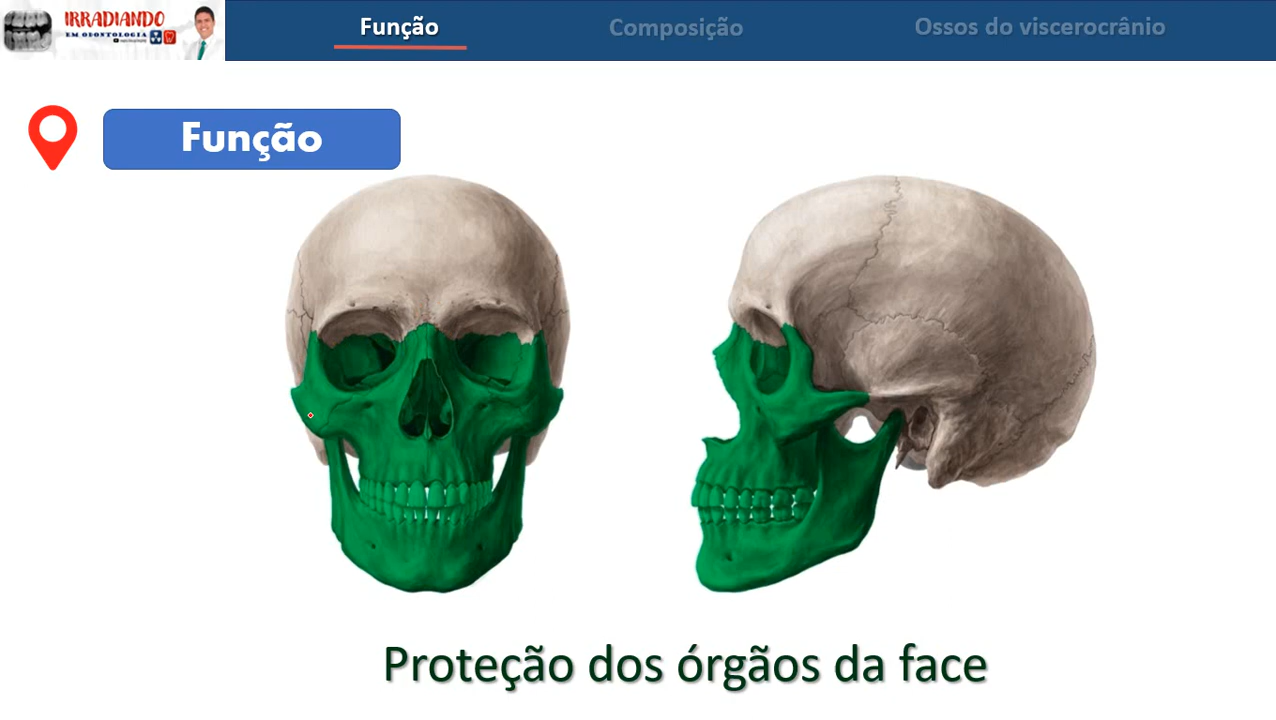 IRRADIANDO
EM ODONTOLOGIA
Função
Composição
Ossos do viscerocrânio
Função
Proteção dos órgãos da face